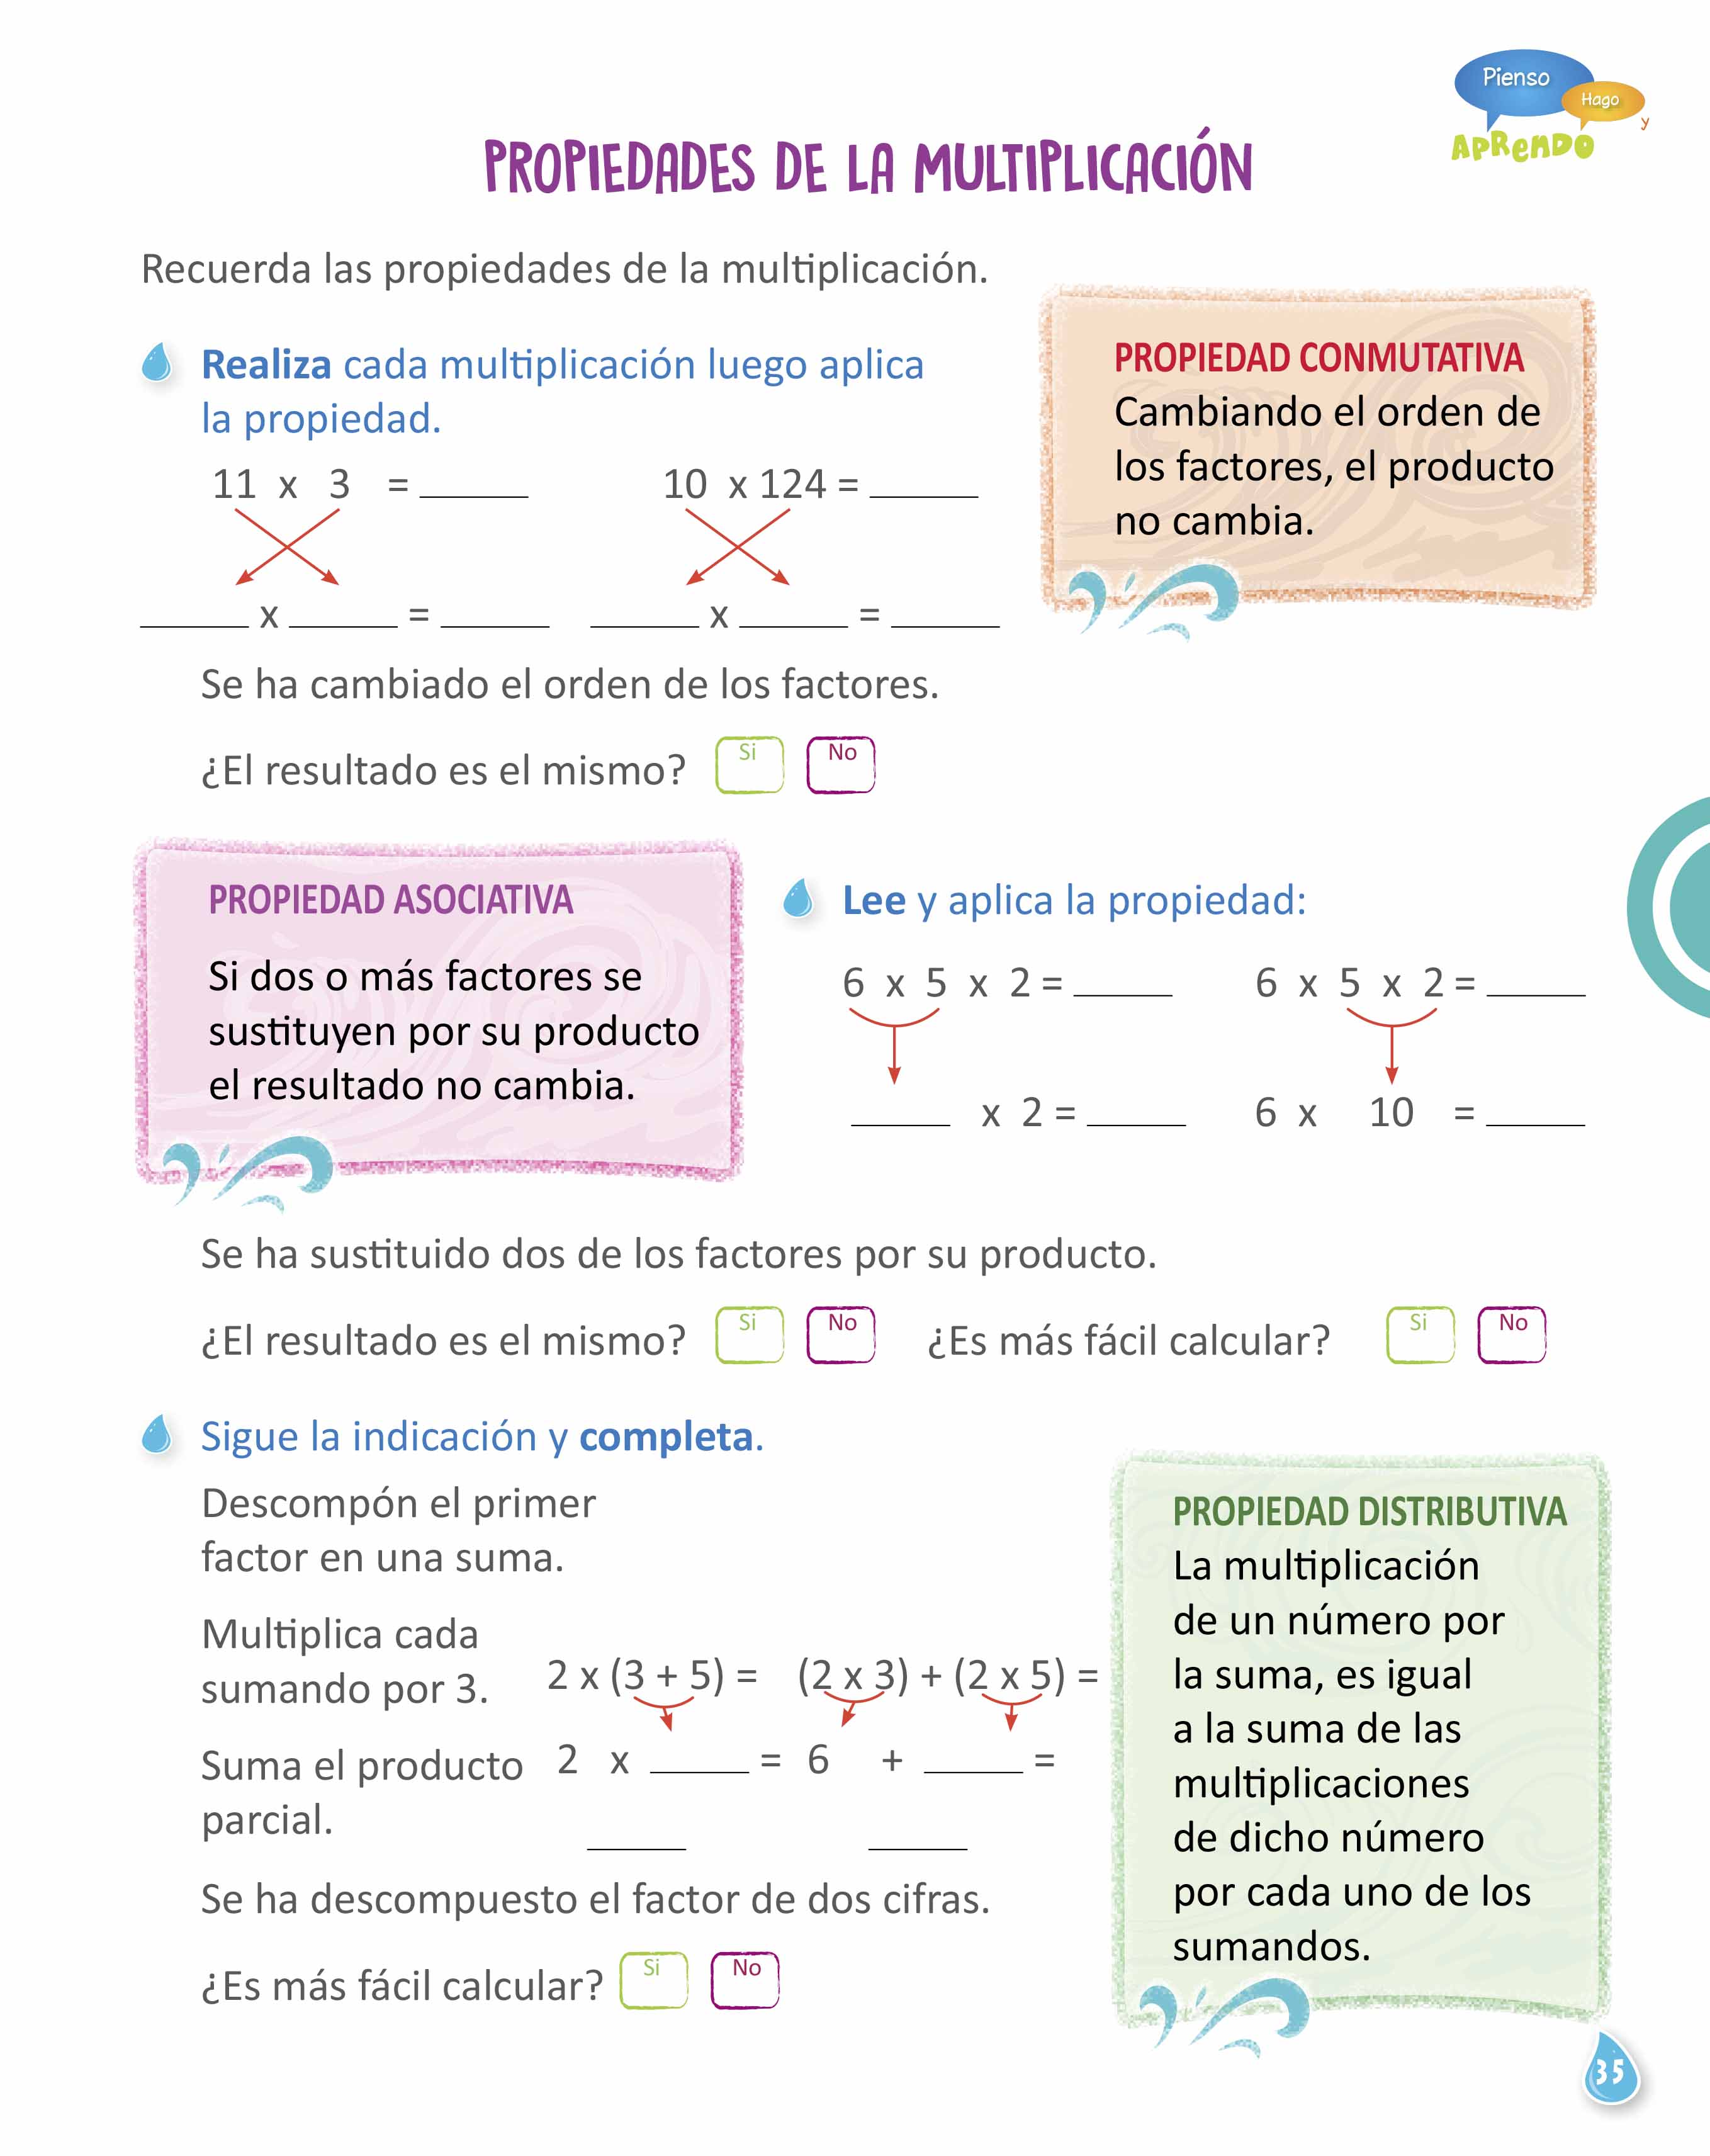 Pienso
Hago
y
APRenDO
PROPIEDADES DE LA MULTIPLICACIÓN
Recuerda las propiedades de la multiplicación.
Realiza cada multiplicación luego aplica
la propiedad.
11 x 3 = ______ 10 x 124 = ______
______ x ______ = ______ ______ x ______ = ______
Se ha cambiado el orden de los factores.
¿El resultado es el mismo? Si No
PROPIEDAD CONMUTATIVA
Cambiando el orden de
los factores, el producto
no cambia.
PROPIEDAD ASOCIATIVA
Si dos o más factores se
sustituyen por su producto
el resultado no cambia.
Lee y aplica la propiedad:
6 x 5 x 2 = ______ 6 x 5 x 2 = ______
______ x 2 = ______ 6 x 10 = ______
Se ha sustituido dos de los factores por su producto.
¿El resultado es el mismo? Si No ¿Es más fácil calcular? Si No
Sigue la indicación y completa.
Descompón el primer
factor en una suma.
Multiplica cada
sumando por 3.
Suma el producto
parcial.
2 x (3 + 5) = (2 x 3) + (2 x 5) =
2 x ______ = 6 + ______ =
______ ______
Se ha descompuesto el factor de dos cifras.
¿Es más fácil calcular? Si No
PROPIEDAD DISTRIBUTIVA
La multiplicación
de un número por
la suma, es igual
a la suma de las
multiplicaciones
de dicho número
por cada uno de los
sumandos.
35